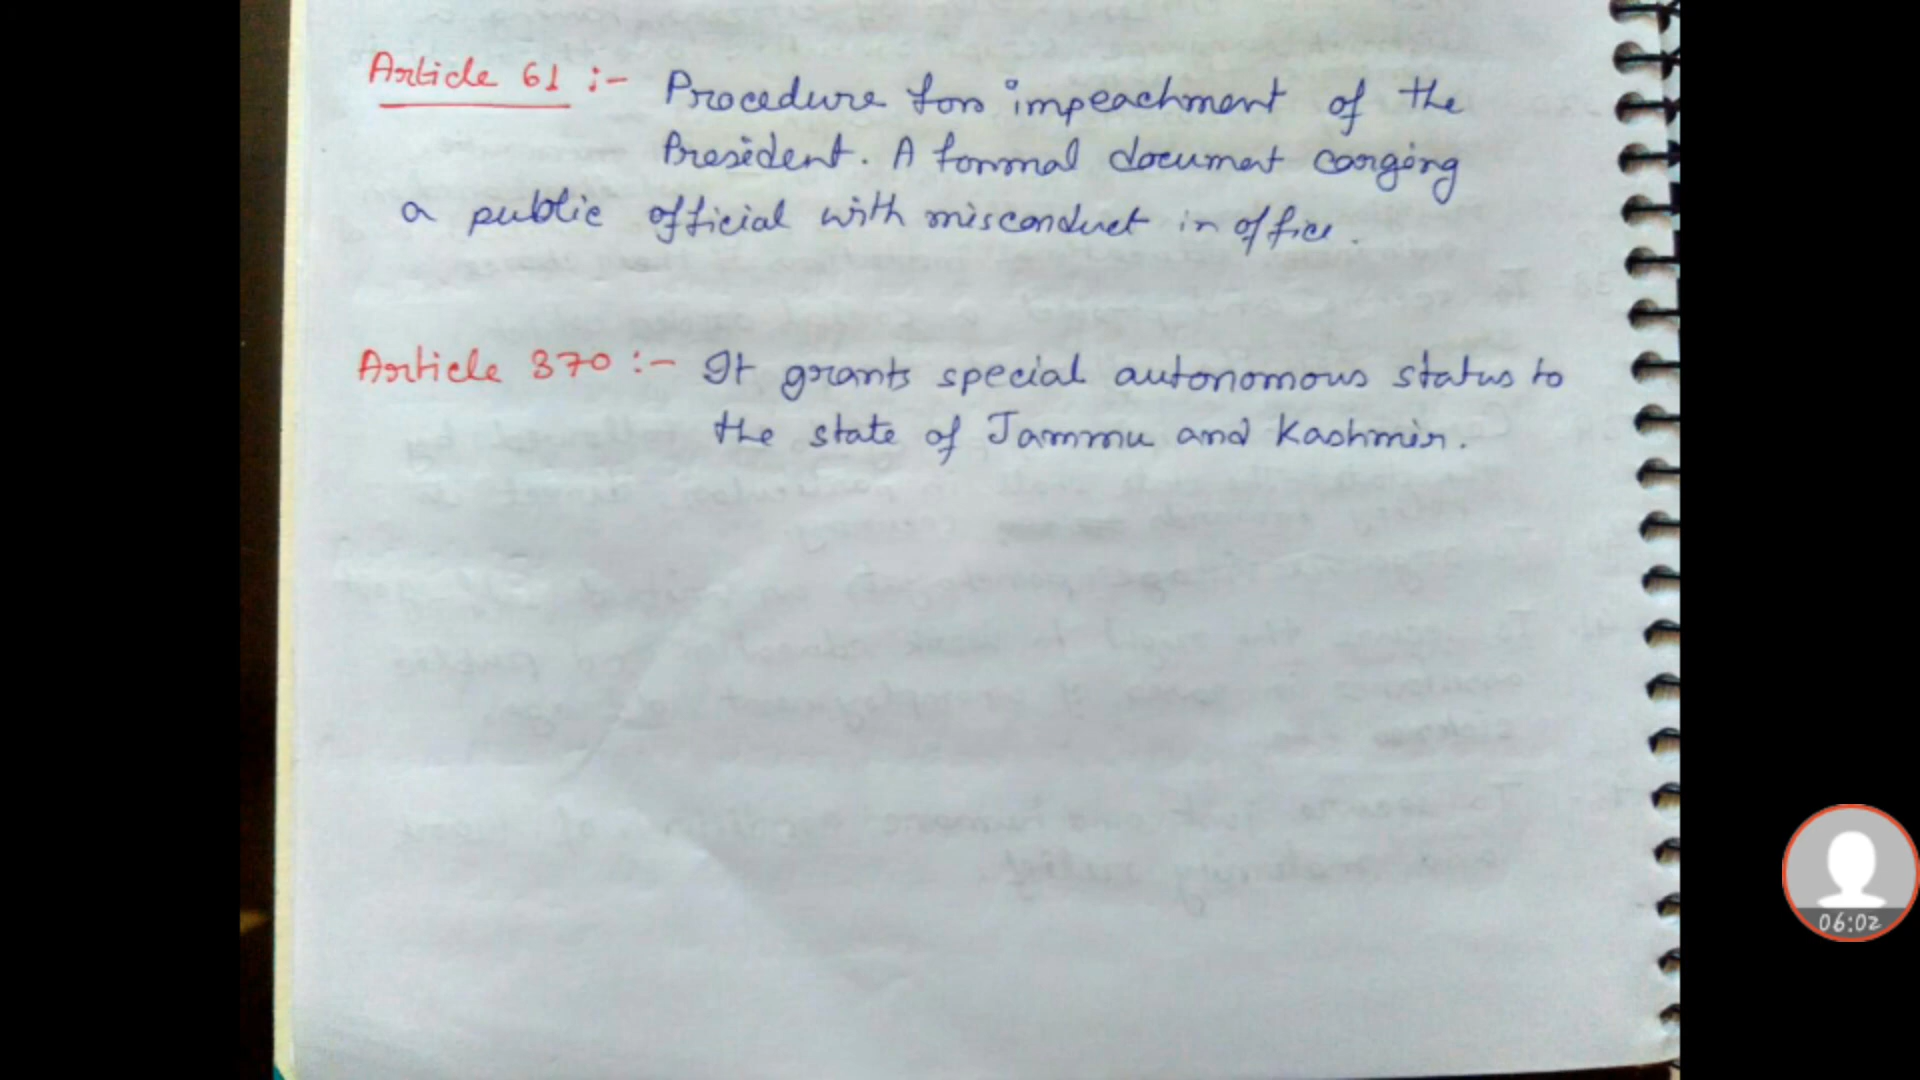 Article 61 :- Procedure for impeachment of the
President. A formal document carging
a public official with misconduct in office.
Article 370 :- It grants special autonomous status to
the state of Jammu and Kashmir.
06:02